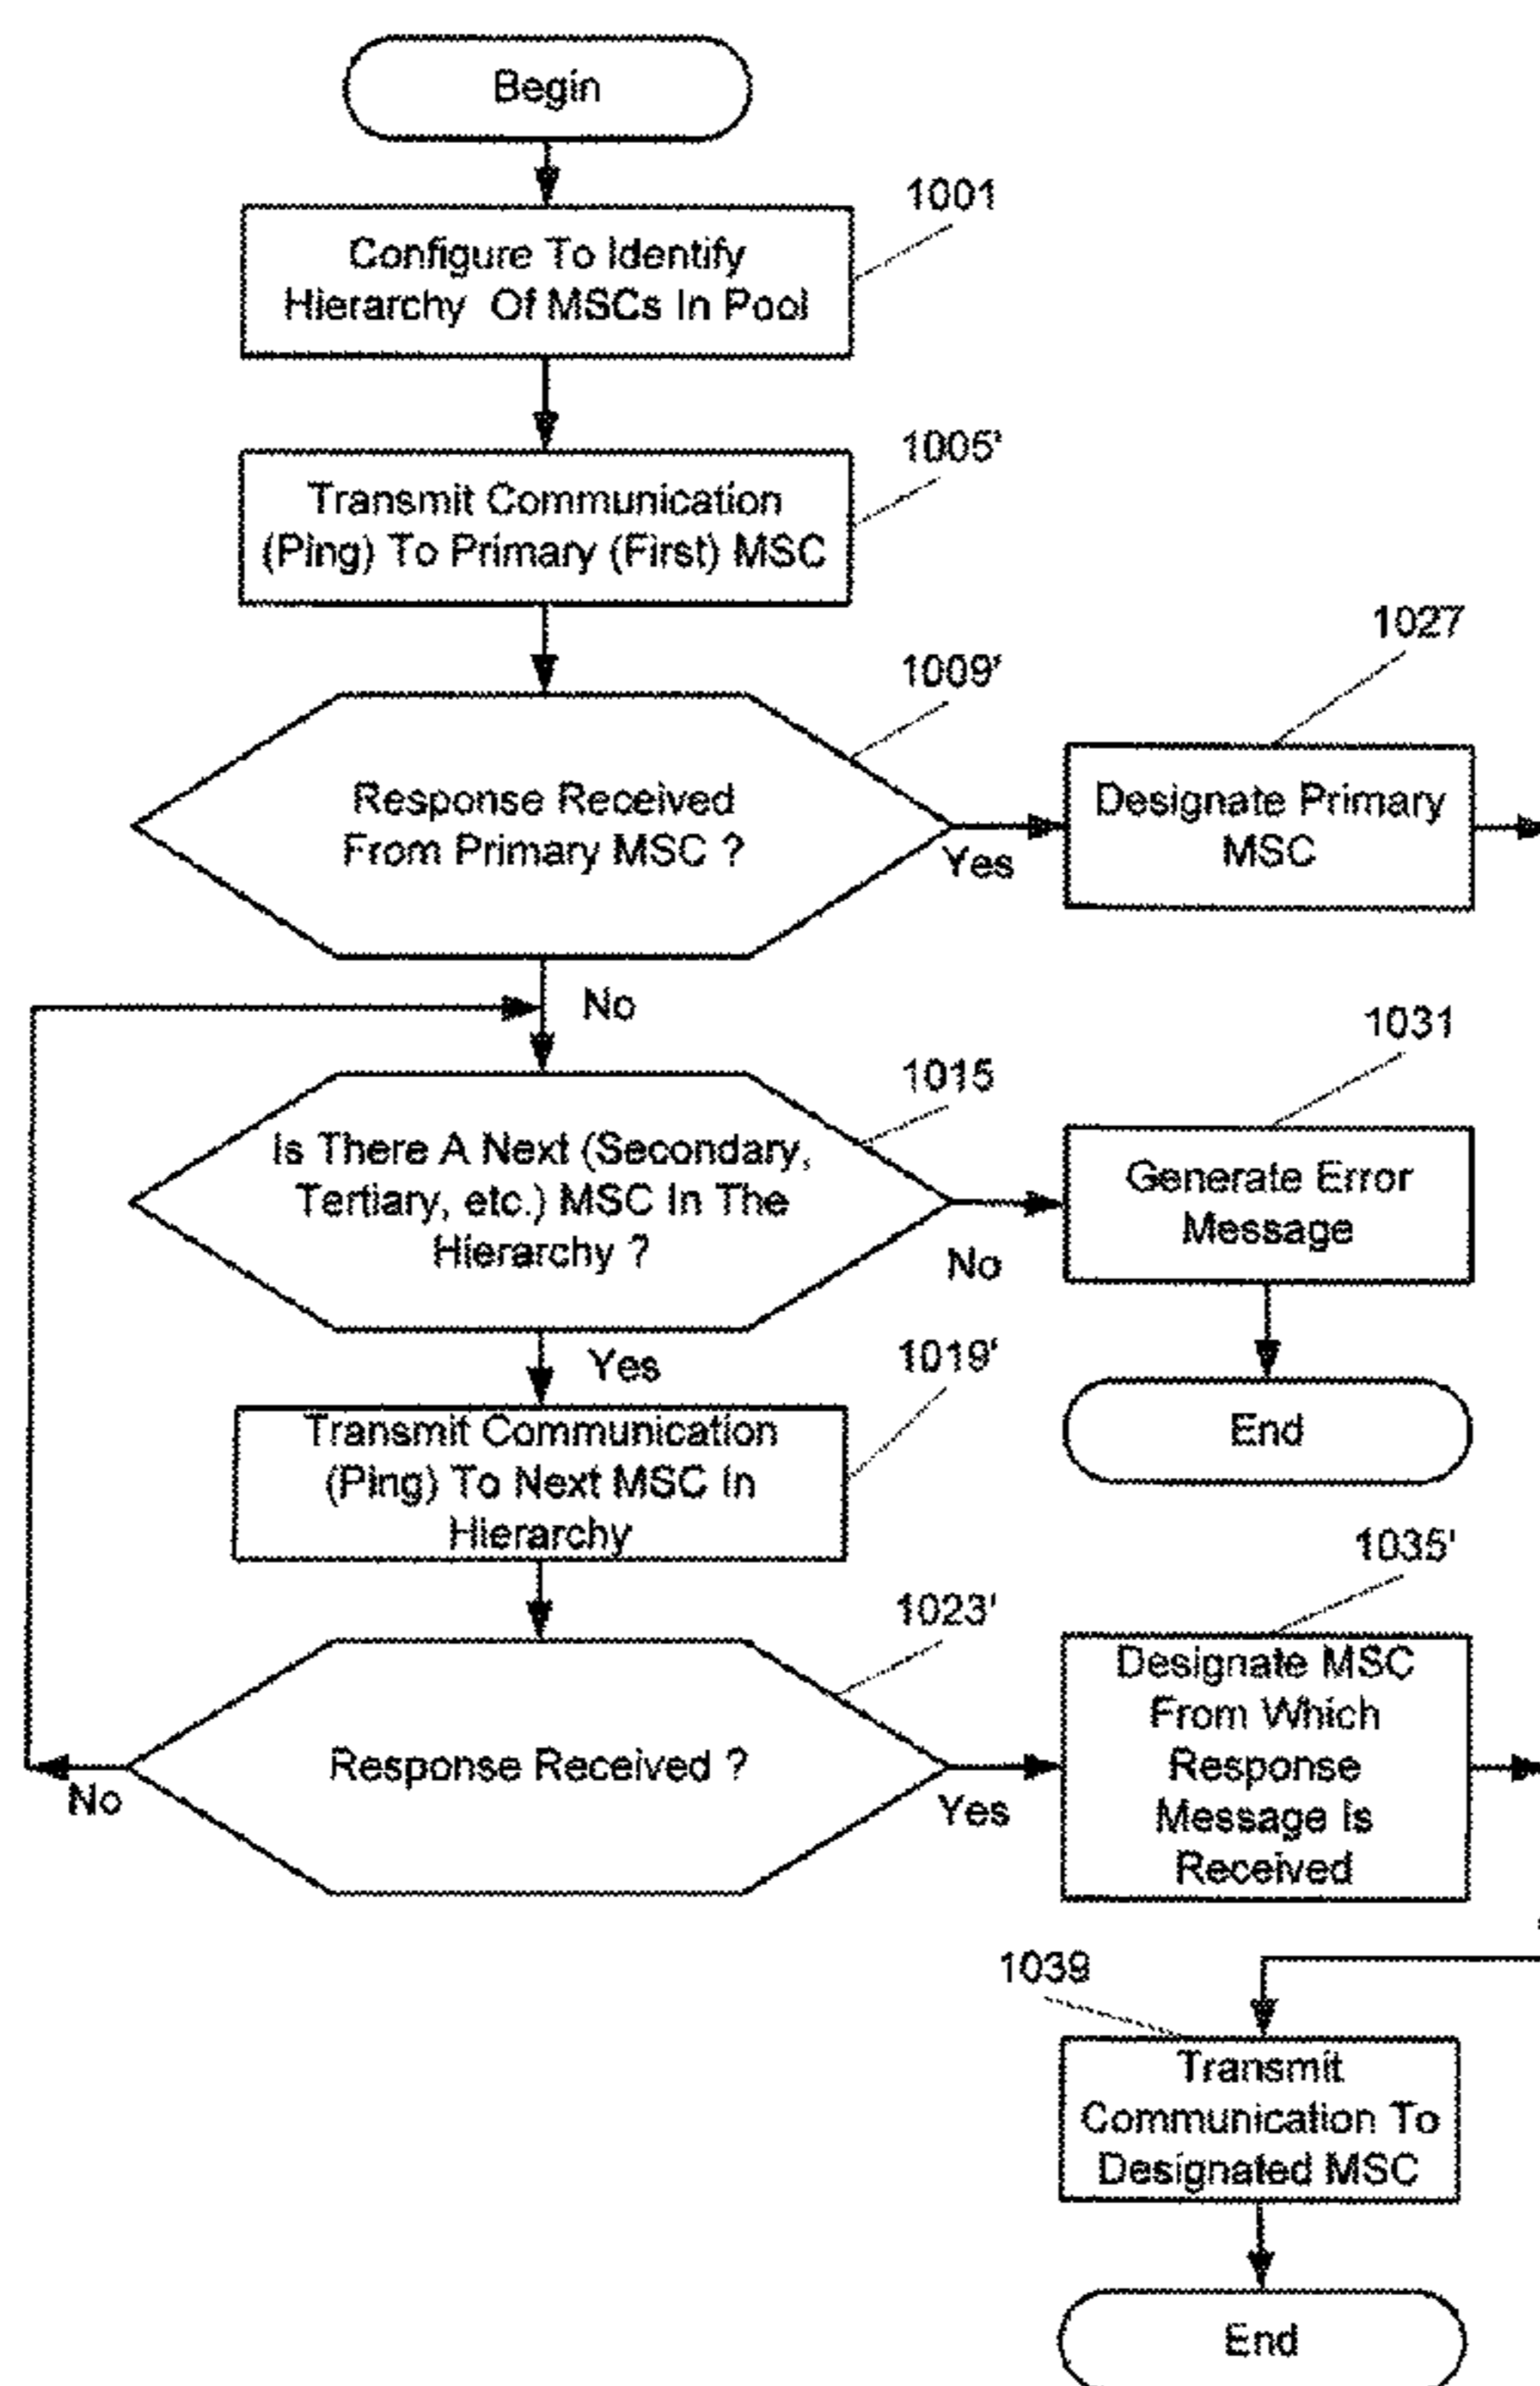 Begin
1001
Configure To Identify
Hierarchy Of MSCs In Pool
1005'
Transmit Communication
(Ping) To Primary (First) MSC
1009'
Response Received
From Primary MSC ?
Yes
1027
Designate Primary
MSC
No
1015
Is There A Next (Secondary,
Tertiary, etc.) MSC In The
Hierarchy ?
No
1031
Generate Error
Message
End
Yes
1019'
Transmit Communication
(Ping) To Next MSC In
Hierarchy
1023'
Response Received ?
No
Yes
1035'
Designate MSC
From Which
Response
Message Is
Received
1039
Transmit
Communication To
Designated MSC
End